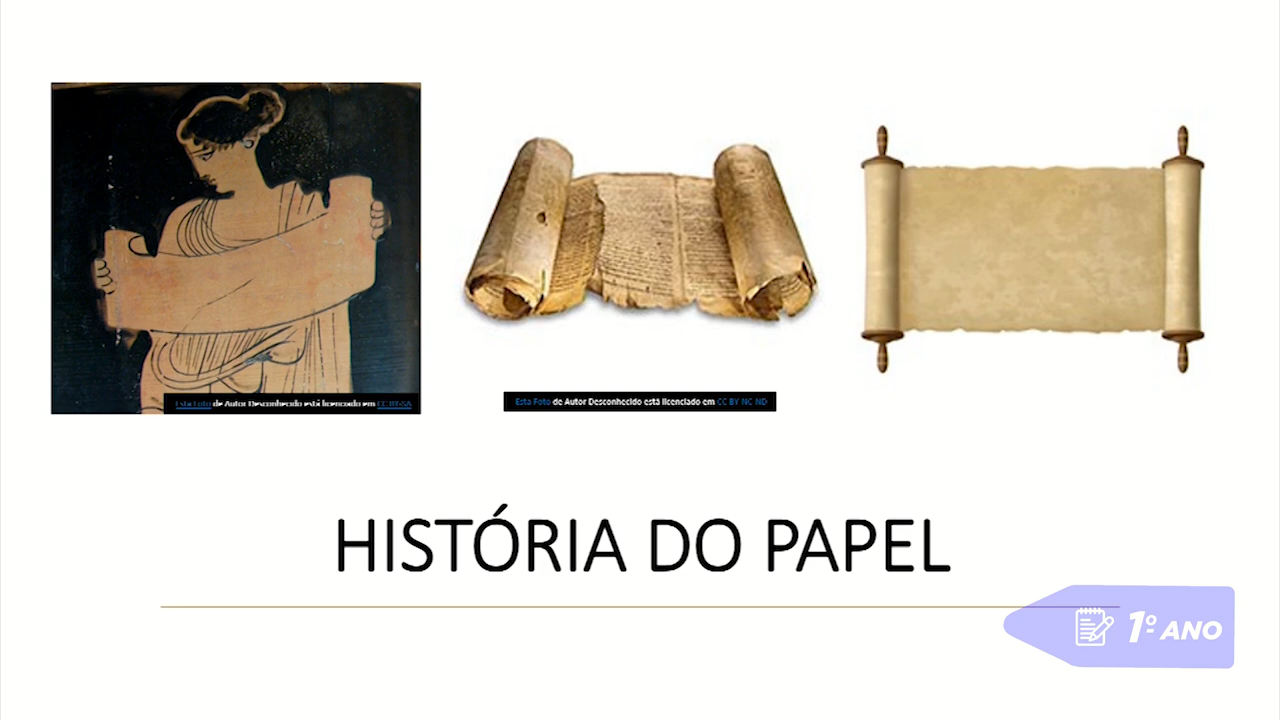 Esta Foto de Autor Desconhecido está licenciado em CC BY-SA
Esta Foto de Autor Desconhecido está licenciado em CC BY-NC-ND
HISTÓRIA DO PAPEL
1º ANO